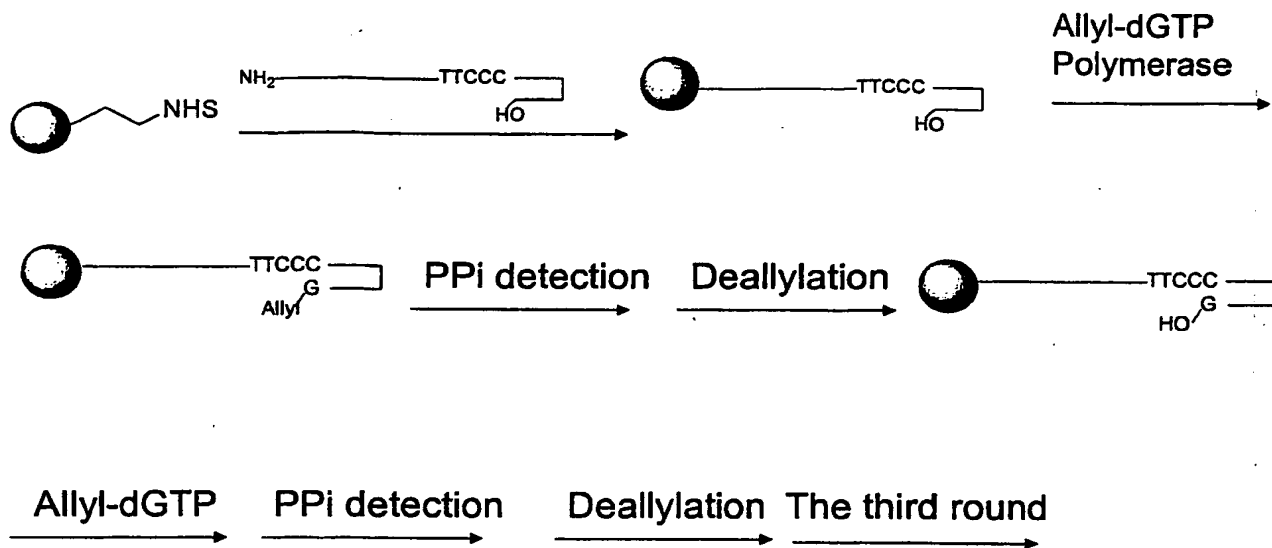 NHS
NH2
TTCCC
HO
TTCCC
HO
Allyl-dGTP
Polymerase
TTCCC
G
Allyl
PPi detection
Deallylation
TTCCC
G
HO
Allyl-dGTP
PPi detection
Deallylation
The third round